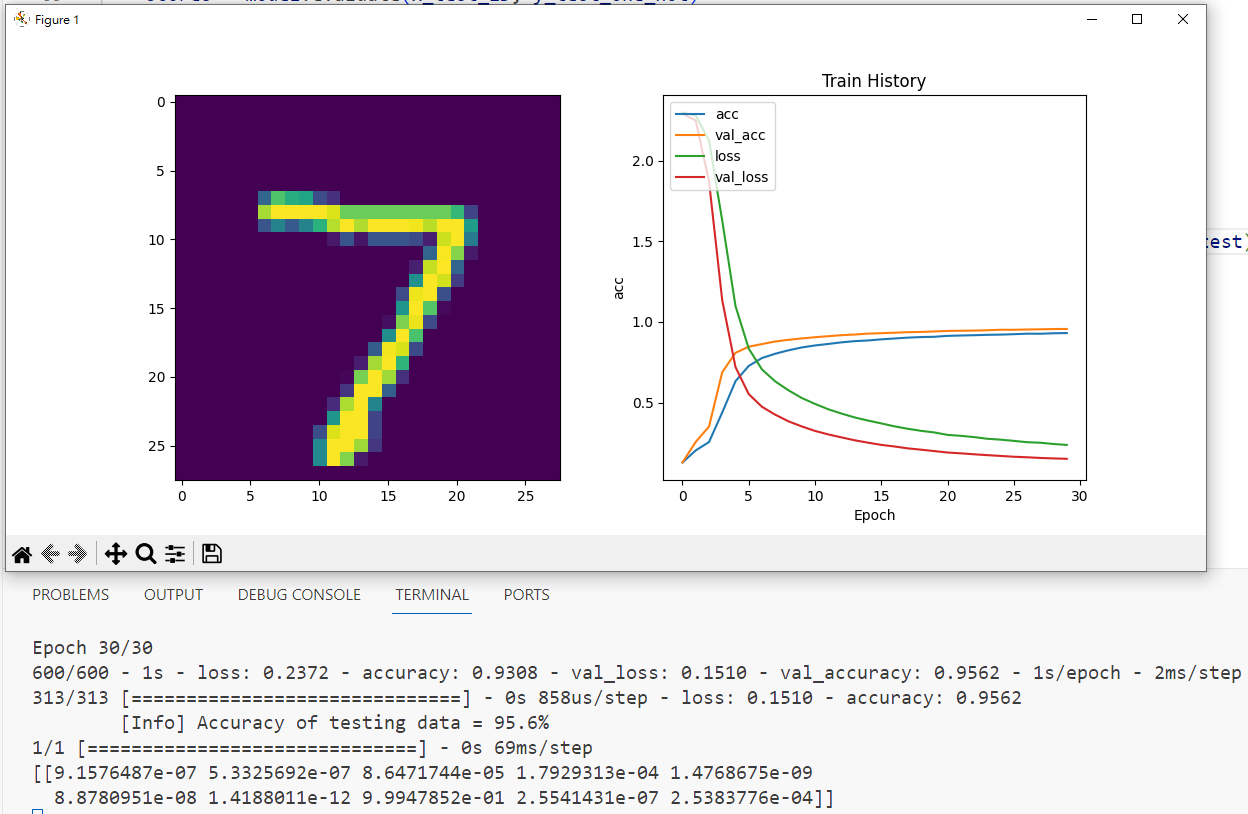 Figure 1
0
5
10
15
20
25
0 5 10 15 20 25
Train History
acc
val_acc
loss
val_loss
2.0
1.5
1.0
0.5
acc
0 5 10 15 20 25 30
Epoch
test)
PROBLEMS OUTPUT DEBUG CONSOLE TERMINAL PORTS
Epoch 30/30
600/600 - 1s - loss: 0.2372 - accuracy: 0.9308 - val_loss: 0.1510 - val_accuracy: 0.9562 - 1s/epoch - 2ms/step
313/313 [==============================] - 0s 858us/step - loss: 0.1510 - accuracy: 0.9562
[Info] Accuracy of testing data = 95.6%
1/1 [==============================] - 0s 69ms/step
[[9.1576487e-07 5.3325692e-07 8.6471744e-05 1.7929313e-04 1.4768675e-09
8.8780951e-08 1.4188011e-12 9.9947852e-01 2.5541431e-07 2.5383776e-04]]